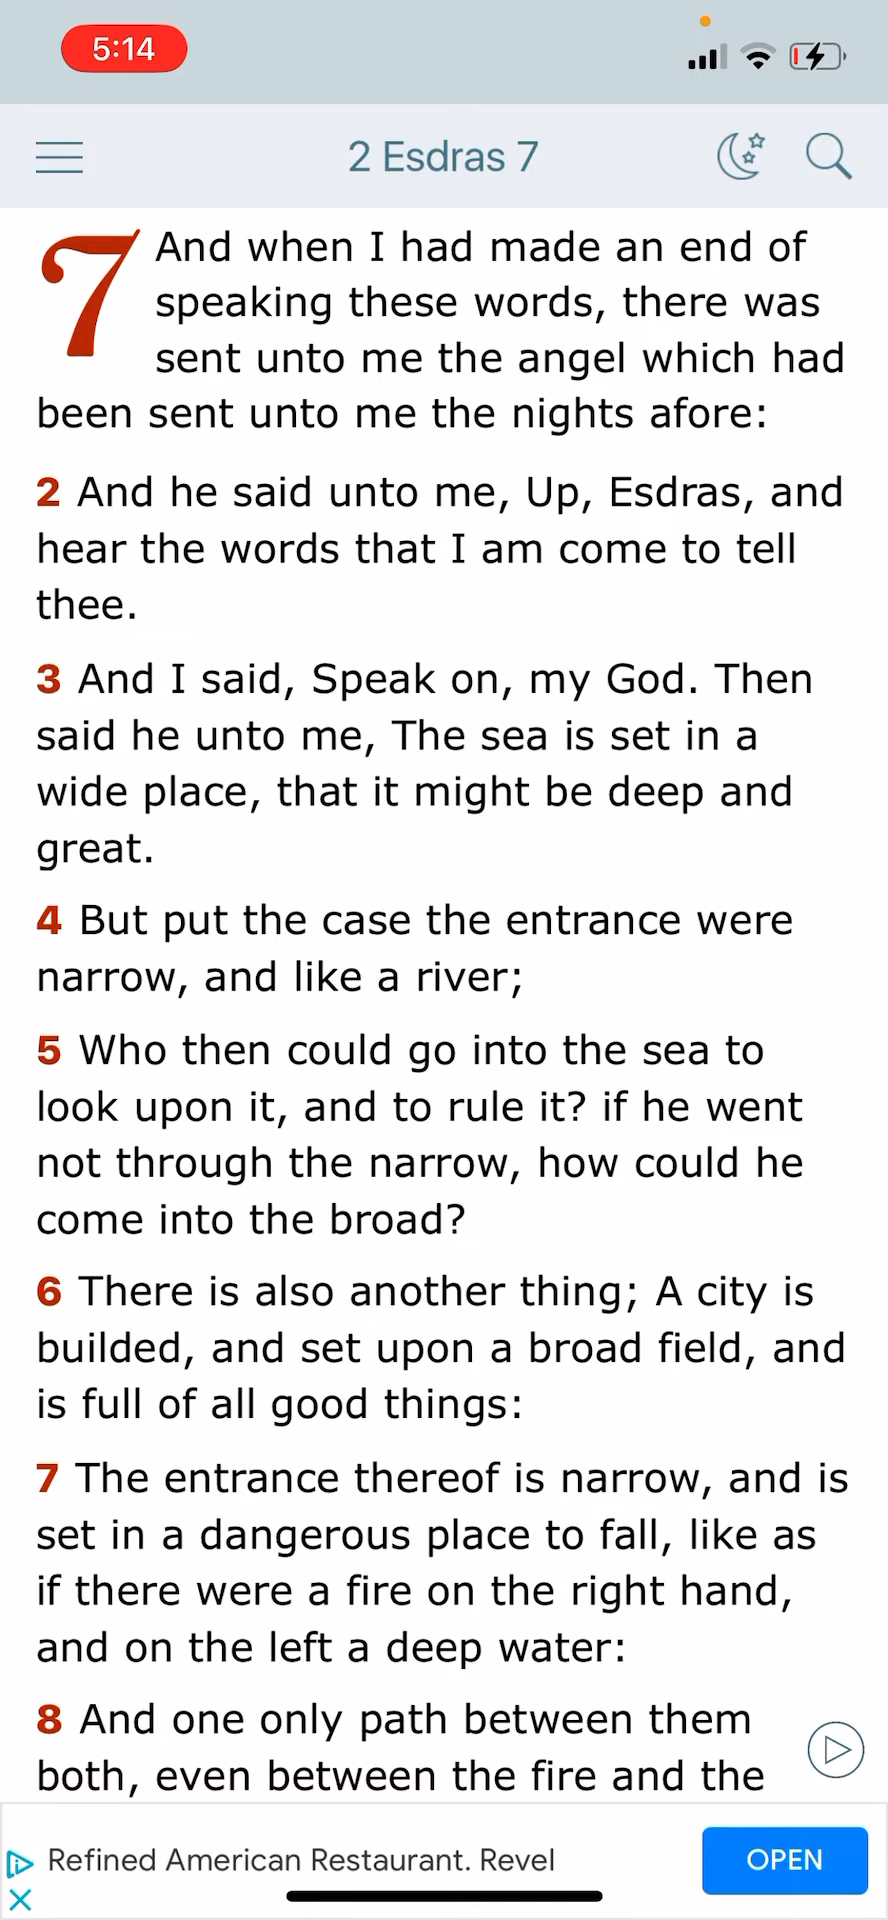 5:14
2 Esdras 7
7 And when I had made an end of
speaking these words, there was
sent unto me the angel which had
been sent unto me the nights afore:
2 And he said unto me, Up, Esdras, and
hear the words that I am come to tell
thee.
3 And I said, Speak on, my God. Then
said he unto me, The sea is set in a
wide place, that it might be deep and
great.
4 But put the case the entrance were
narrow, and like a river;
5 Who then could go into the sea to
look upon it, and to rule it? if he went
not through the narrow, how could he
come into the broad?
6 There is also another thing; A city is
builded, and set upon a broad field, and
is full of all good things:
7 The entrance thereof is narrow, and is
set in a dangerous place to fall, like as
if there were a fire on the right hand,
and on the left a deep water:
8 And one only path between them
both, even between the fire and the
Refined American Restaurant. Revel
OPEN